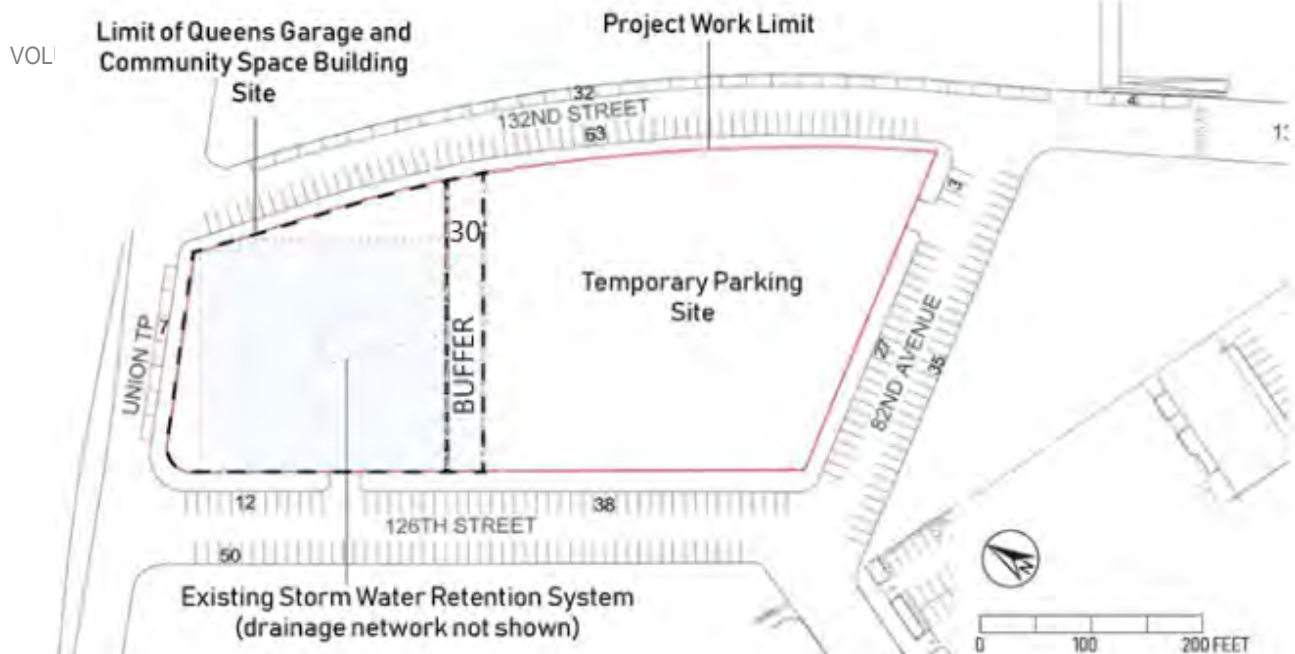 VOL
Limit of Queens Garage and
Community Space Building
Site
Project Work Limit
32
132ND STREET
63
4
3
30'
BUFFER
Temporary Parking
Site
UNION TP
7
27
82ND AVENUE
35
12
38
126TH STREET
50
Existing Storm Water Retention System
(drainage network not shown)
N
0
100
200 FEET